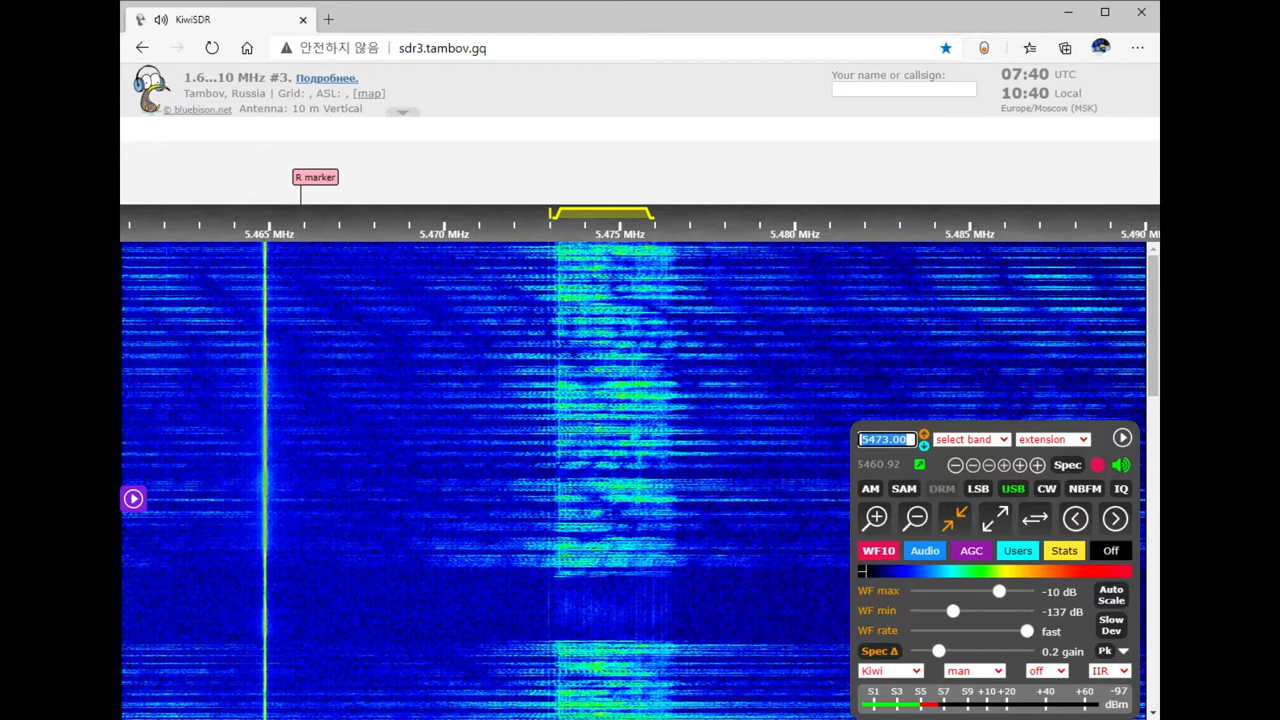 KiwiSDR
안전하지 않음 sdr3.tambov.gq
1.6...10 MHz #3. Подробнее.
Tambov, Russia | Grid: , ASL: , [map]
© bluebison.net Antenna: 10 m Vertical
Your name or callsign:
07:40 UTC
10:40 Local
Europe/Moscow (MSK)
R marker
5.465 MHz 5.470 MHz 5.475 MHz 5.480 MHz 5.485 MHz 5.490 MHz
5473.00 select band extension
5460.92 Spec
AM SAM DRM LSB USB CW NBFM IQ
WF10 Audio AGC Users Stats Off
WF max -10 dB Auto Scale
WF min -137 dB
WF rate fast Slow Dev
Spec Δ 0.2 gain Pk
Kiwi man off IIR
S1 S3 S5 S7 S9 +10 +20 +40 +60 -97
dBm